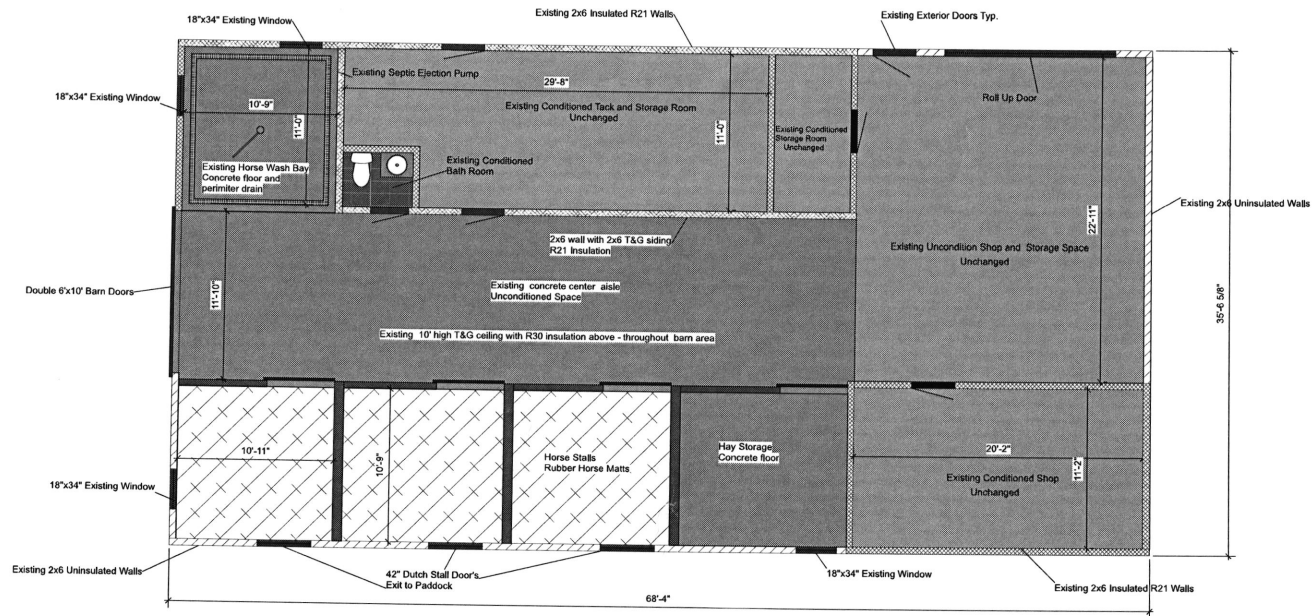 Existing 2x6 Insulated R21 Walls
Existing Exterior Doors Typ.
18"x34" Existing Window
Existing Septic Ejection Pump
29'-8"
Roll Up Door
18"x34" Existing Window
10'-9"
11'-0"
Existing Conditioned Tack and Storage Room
Unchanged
11'-0"
Existing Conditioned
Storage Room
Unchanged
Existing Horse Wash Bay
Concrete floor and
perimiter drain
Existing Conditioned
Bath Room
Existing 2x6 Uninsulated Walls
22'-11"
2x6 wall with 2x6 T&G siding
R21 Insulation
Existing Uncondition Shop and Storage Space
Unchanged
Double 6'x10' Barn Doors
11'-10"
Existing concrete center aisle
Unconditioned Space
35'-6 5/8"
Existing 10' high T&G ceiling with R30 insulation above - throughout barn area
10'-11"
10'-9"
Horse Stalls
Rubber Horse Matts
Hay Storage
Concrete floor
20'-2"
11'-2"
Existing Conditioned Shop
Unchanged
18"x34" Existing Window
Existing 2x6 Uninsulated Walls
42" Dutch Stall Door's
Exit to Paddock
18"x34" Existing Window
Existing 2x6 Insulated R21 Walls
68'-4"